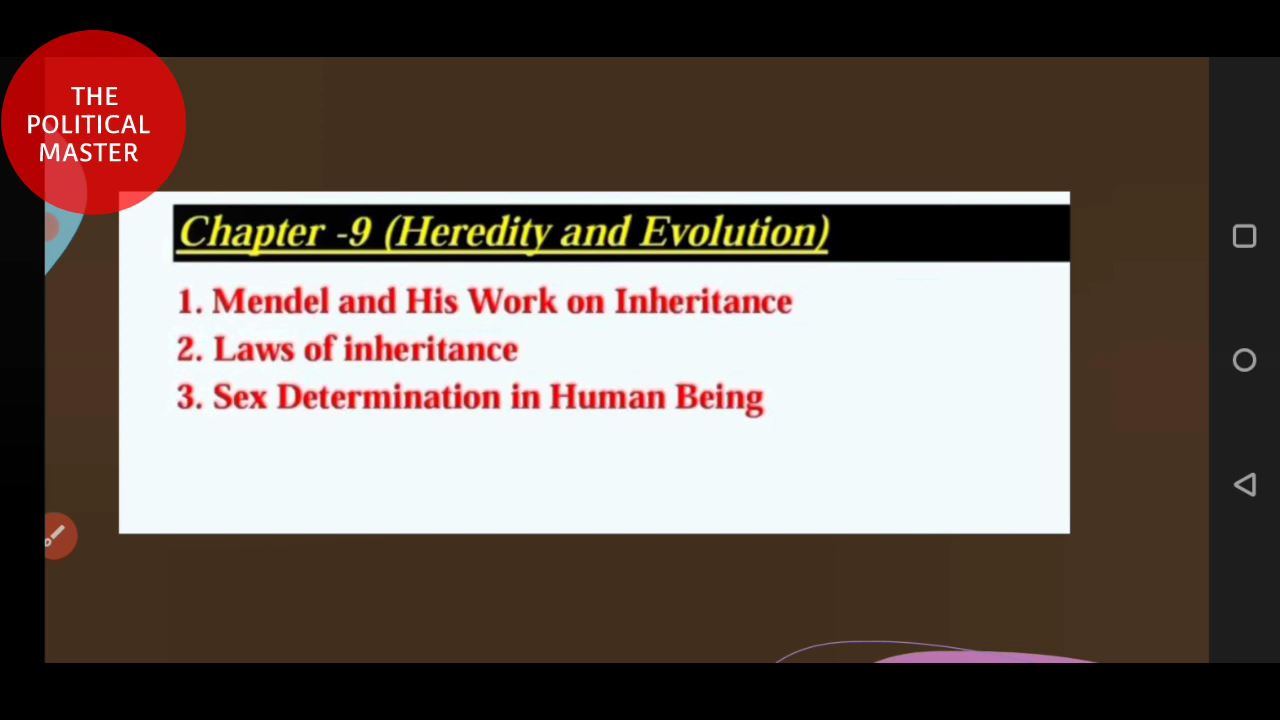 THE
POLITICAL
MASTER
Chapter -9 (Heredity and Evolution)
1. Mendel and His Work on Inheritance
2. Laws of inheritance
3. Sex Determination in Human Being